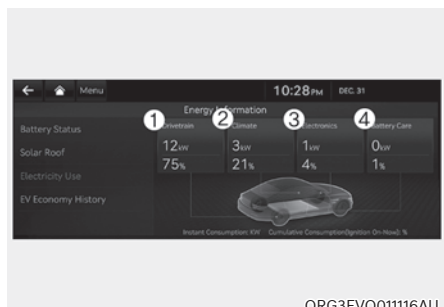 Menu
10:28 PM DEC. 31
Energy Information
Battery Status
Solar Roof
Electricity Use
EV Economy History
1 Drivetrain
12kW
75%
2 Climate
3kW
21%
3 Electronics
1kW
4%
4 Battery Care
0kW
1%
Instant Consumption: KW Cumulative Consumption(Ignition On-Now): %
ORG3EVQ011116AU